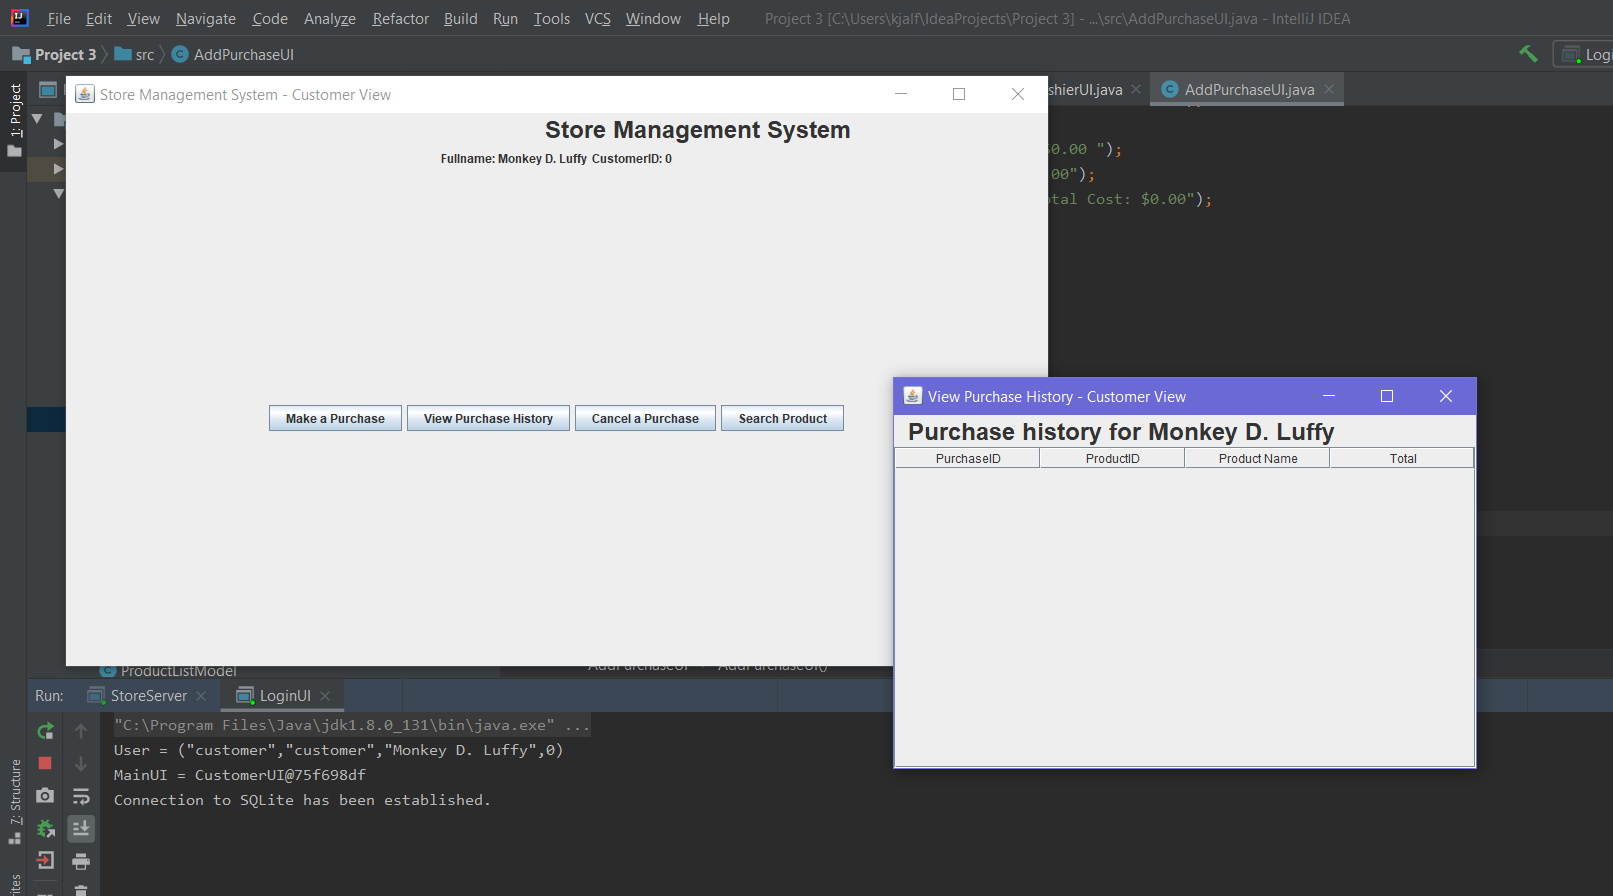 File Edit View Navigate Code Analyze Refactor Build Run Tools VCS Window Help Project 3 [C:\Users\kjalf\IdeaProjects\Project 3] - ...\src\AddPurchaseUI.java - IntelliJ IDEA
Project 3 src AddPurchaseUI
Logi
1: Project
Store Management System - Customer View
shierUI.java AddPurchaseUI.java
Store Management System
Fullname: Monkey D. Luffy CustomerID: 0
0.00 ");
00");
tal Cost: $0.00");
Make a Purchase View Purchase History Cancel a Purchase Search Product
View Purchase History - Customer View
Purchase history for Monkey D. Luffy
PurchaseID ProductID Product Name Total
ProductListModel AddPurchaseUI AddPurchaseUI()
Run: StoreServer LoginUI
"C:\Program Files\Java\jdk1.8.0_131\bin\java.exe" ...
User = ("customer","customer","Monkey D. Luffy",0)
MainUI = CustomerUI@75f698df
Connection to SQLite has been established.
7: Structure
rites